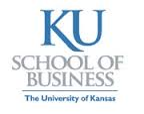 KU
SCHOOL OF
BUSINESS
The University of Kansas